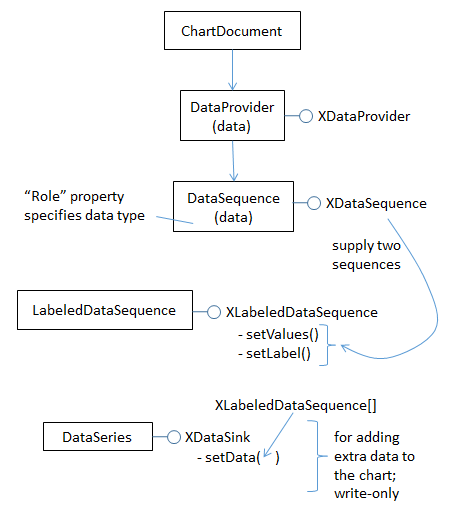 ChartDocument
DataProvider
(data)
XDataProvider
“Role” property
specifies data type
DataSequence
(data)
XDataSequence
supply two
sequences
LabeledDataSequence
XLabeledDataSequence
- setValues()
- setLabel()
XLabeledDataSequence[]
DataSeries
XDataSink
- setData( )
for adding
extra data to
the chart;
write-only